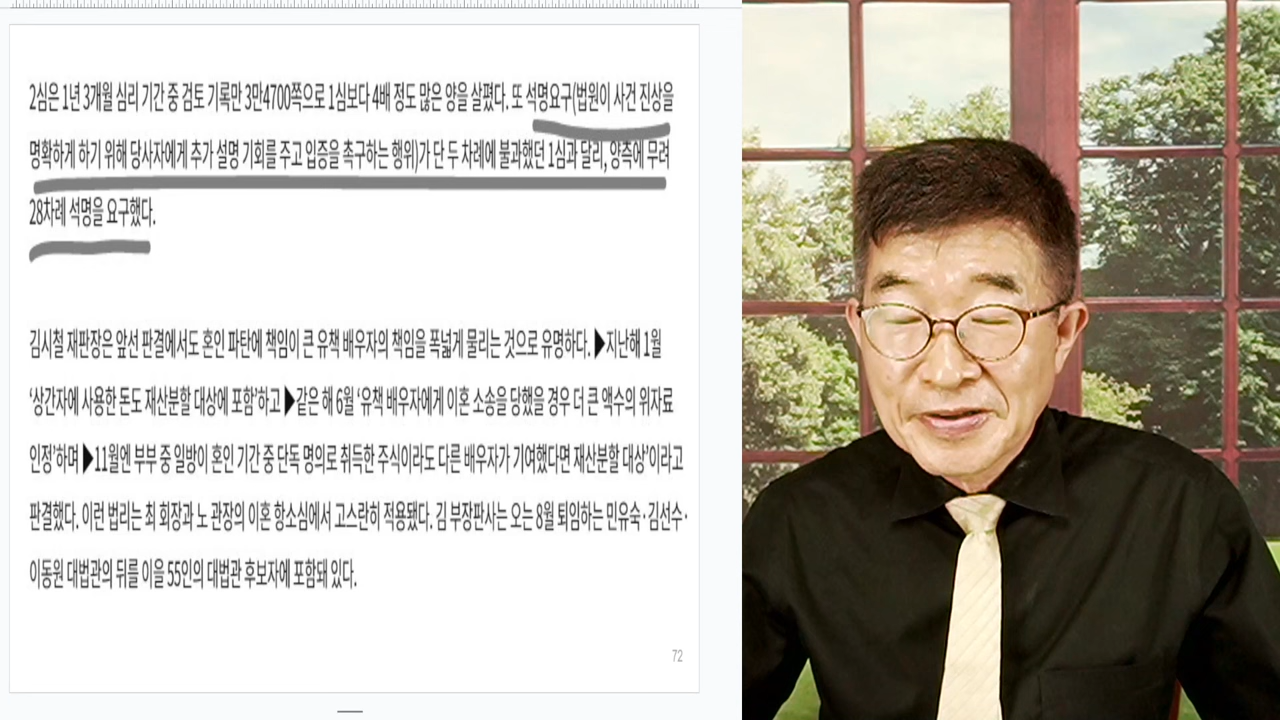 2심은 1년 3개월 심리 기간 중 검토 기록만 3만4700쪽으로 1심보다 4배 정도 많은 양을 살폈다. 또 석명요구(법원이 사건 진상을
명확하게 하기 위해 당사자에게 추가 설명 기회를 주고 입증을 촉구하는 행위)가 단 두 차례에 불과했던 1심과 달리, 양측에 무려
28차례 석명을 요구했다.
김시철 재판장은 앞선 판결에서도 혼인 파탄에 책임이 큰 유책 배우자의 책임을 폭넓게 물리는 것으로 유명하다. ▶지난해 1월
‘상간자에 사용한 돈도 재산분할 대상에 포함’하고 ▶같은 해 6월 ‘유책 배우자에게 이혼 소송을 당했을 경우 더 큰 액수의 위자료
인정’하며 ▶11월엔 부부 중 일방이 혼인 기간 중 단독 명의로 취득한 주식이라도 다른 배우자가 기여했다면 재산분할 대상’이라고
판결했다. 이런 법리는 최 회장과 노 관장의 이혼 항소심에서 고스란히 적용됐다. 김 부장판사는 오는 8월 퇴임하는 민유숙·김선수·
이동원 대법관의 뒤를 이을 55인의 대법관 후보자에 포함돼 있다.
72